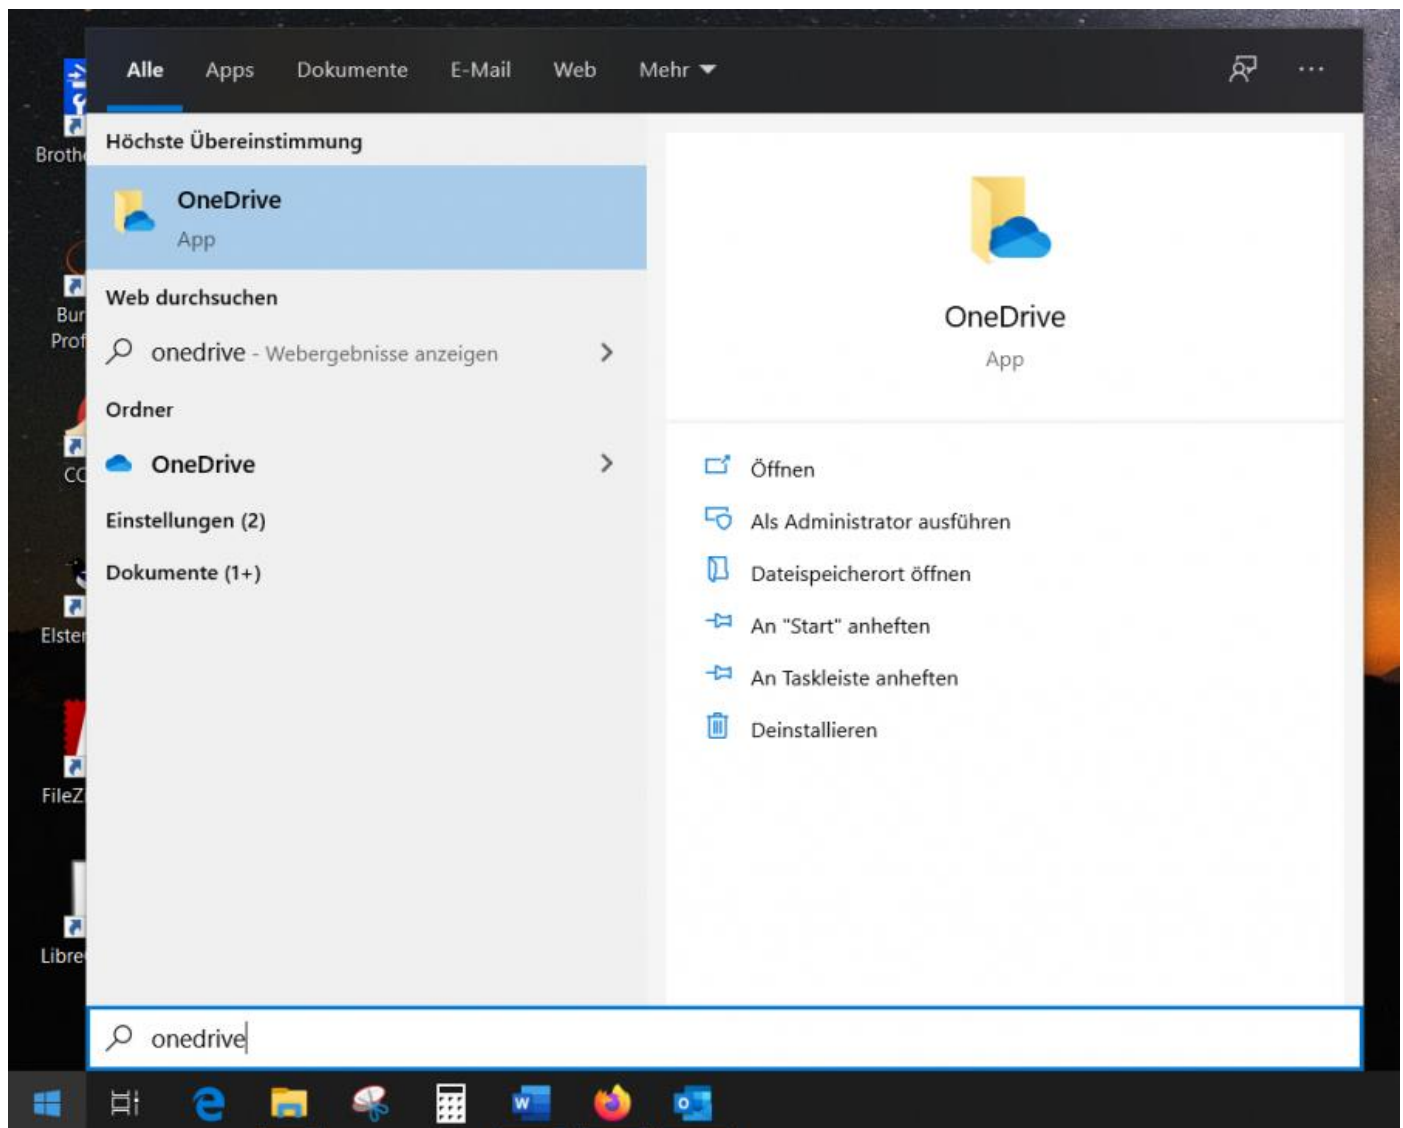 Alle Apps Dokumente E-Mail Web Mehr
Höchste Übereinstimmung
OneDrive
App
Web durchsuchen
onedrive - Webergebnisse anzeigen
Ordner
OneDrive
Einstellungen (2)
Dokumente (1+)
OneDrive
App
Öffnen
Als Administrator ausführen
Dateispeicherort öffnen
An "Start" anheften
An Taskleiste anheften
Deinstallieren
onedrive
Broth
Bur
Prof
Elster
FileZ
Libre